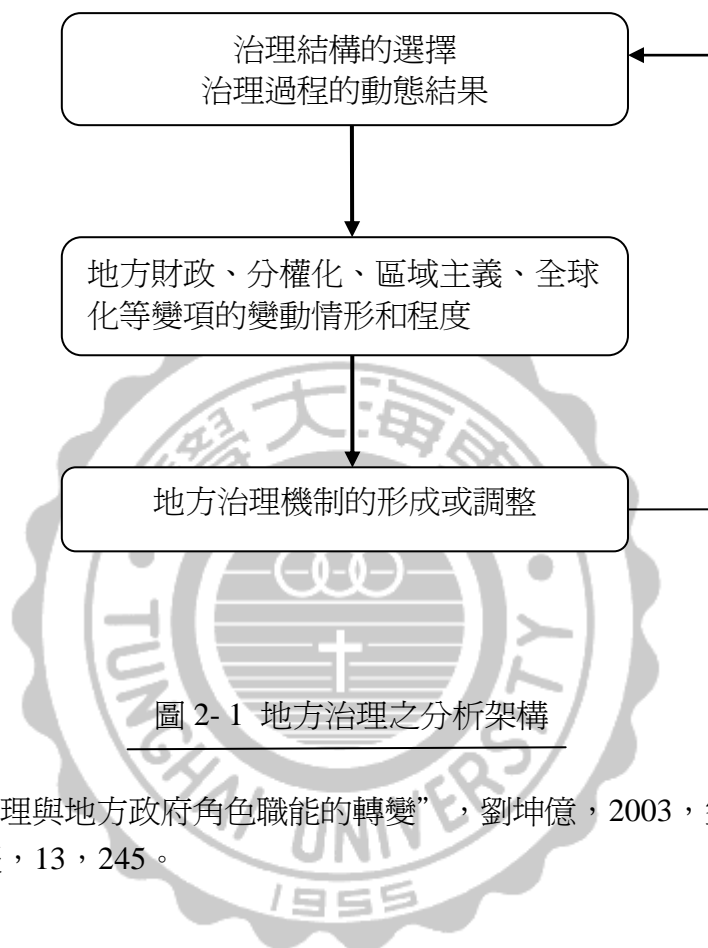 治理結構的選擇
治理過程的動態結果
地方財政、分權化、區域主義、全球
化等變項的變動情形和程度
地方治理機制的形成或調整
圖 2- 1 地方治理之分析架構
理與地方政府角色職能的轉變”，劉坤億，2003，
，13，245。
TUNGHAI UNIVERSITY
1955